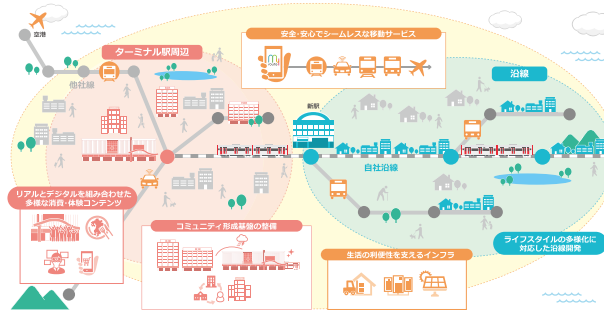 安全・安心でシームレスな移動サービス
空港
ターミナル駅周辺
他社線
沿線
新駅
自社沿線
リアルとデジタルを組み合わせた
多様な消費・体験コンテンツ
コミュニティ形成基盤の整備
生活の利便性を支えるインフラ
ライフスタイルの多様化に
対応した沿線開発